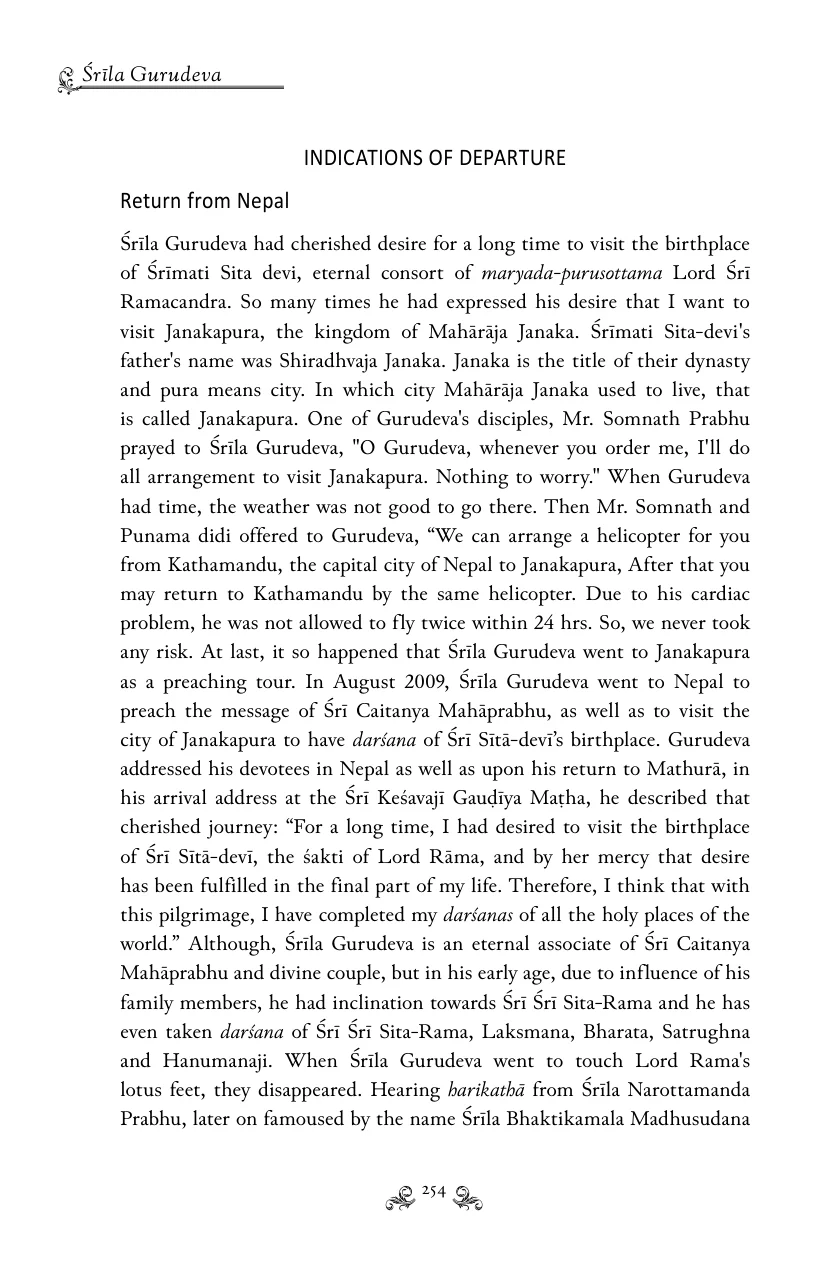 Śrīla Gurudeva
INDICATIONS OF DEPARTURE
Return from Nepal
Śrīla Gurudeva had cherished desire for a long time to visit the birthplace
of Śrīmati Sita devi, eternal consort of maryada-purusottama Lord Śrī
Ramacandra. So many times he had expressed his desire that I want to
visit Janakapura, the kingdom of Mahārāja Janaka. Śrīmati Sita-devi's
father's name was Shiradhvaja Janaka. Janaka is the title of their dynasty
and pura means city. In which city Mahārāja Janaka used to live, that
is called Janakapura. One of Gurudeva's disciples, Mr. Somnath Prabhu
prayed to Śrīla Gurudeva, "O Gurudeva, whenever you order me, I'll do
all arrangement to visit Janakapura. Nothing to worry." When Gurudeva
had time, the weather was not good to go there. Then Mr. Somnath and
Punama didi offered to Gurudeva, “We can arrange a helicopter for you
from Kathamandu, the capital city of Nepal to Janakapura, After that you
may return to Kathamandu by the same helicopter. Due to his cardiac
problem, he was not allowed to fly twice within 24 hrs. So, we never took
any risk. At last, it so happened that Śrīla Gurudeva went to Janakapura
as a preaching tour. In August 2009, Śrīla Gurudeva went to Nepal to
preach the message of Śrī Caitanya Mahāprabhu, as well as to visit the
city of Janakapura to have darśana of Śrī Sītā-devī’s birthplace. Gurudeva
addressed his devotees in Nepal as well as upon his return to Mathurā, in
his arrival address at the Śrī Keśavajī Gauḍīya Maṭha, he described that
cherished journey: “For a long time, I had desired to visit the birthplace
of Śrī Sītā-devī, the śakti of Lord Rāma, and by her mercy that desire
has been fulfilled in the final part of my life. Therefore, I think that with
this pilgrimage, I have completed my darśanas of all the holy places of the
world.” Although, Śrīla Gurudeva is an eternal associate of Śrī Caitanya
Mahāprabhu and divine couple, but in his early age, due to influence of his
family members, he had inclination towards Śrī Śrī Sita-Rama and he has
even taken darśana of Śrī Śrī Sita-Rama, Laksmana, Bharata, Satrughna
and Hanumanaji. When Śrīla Gurudeva went to touch Lord Rama's
lotus feet, they disappeared. Hearing harikathā from Śrīla Narottamanda
Prabhu, later on famoused by the name Śrīla Bhaktikamala Madhusudana
254